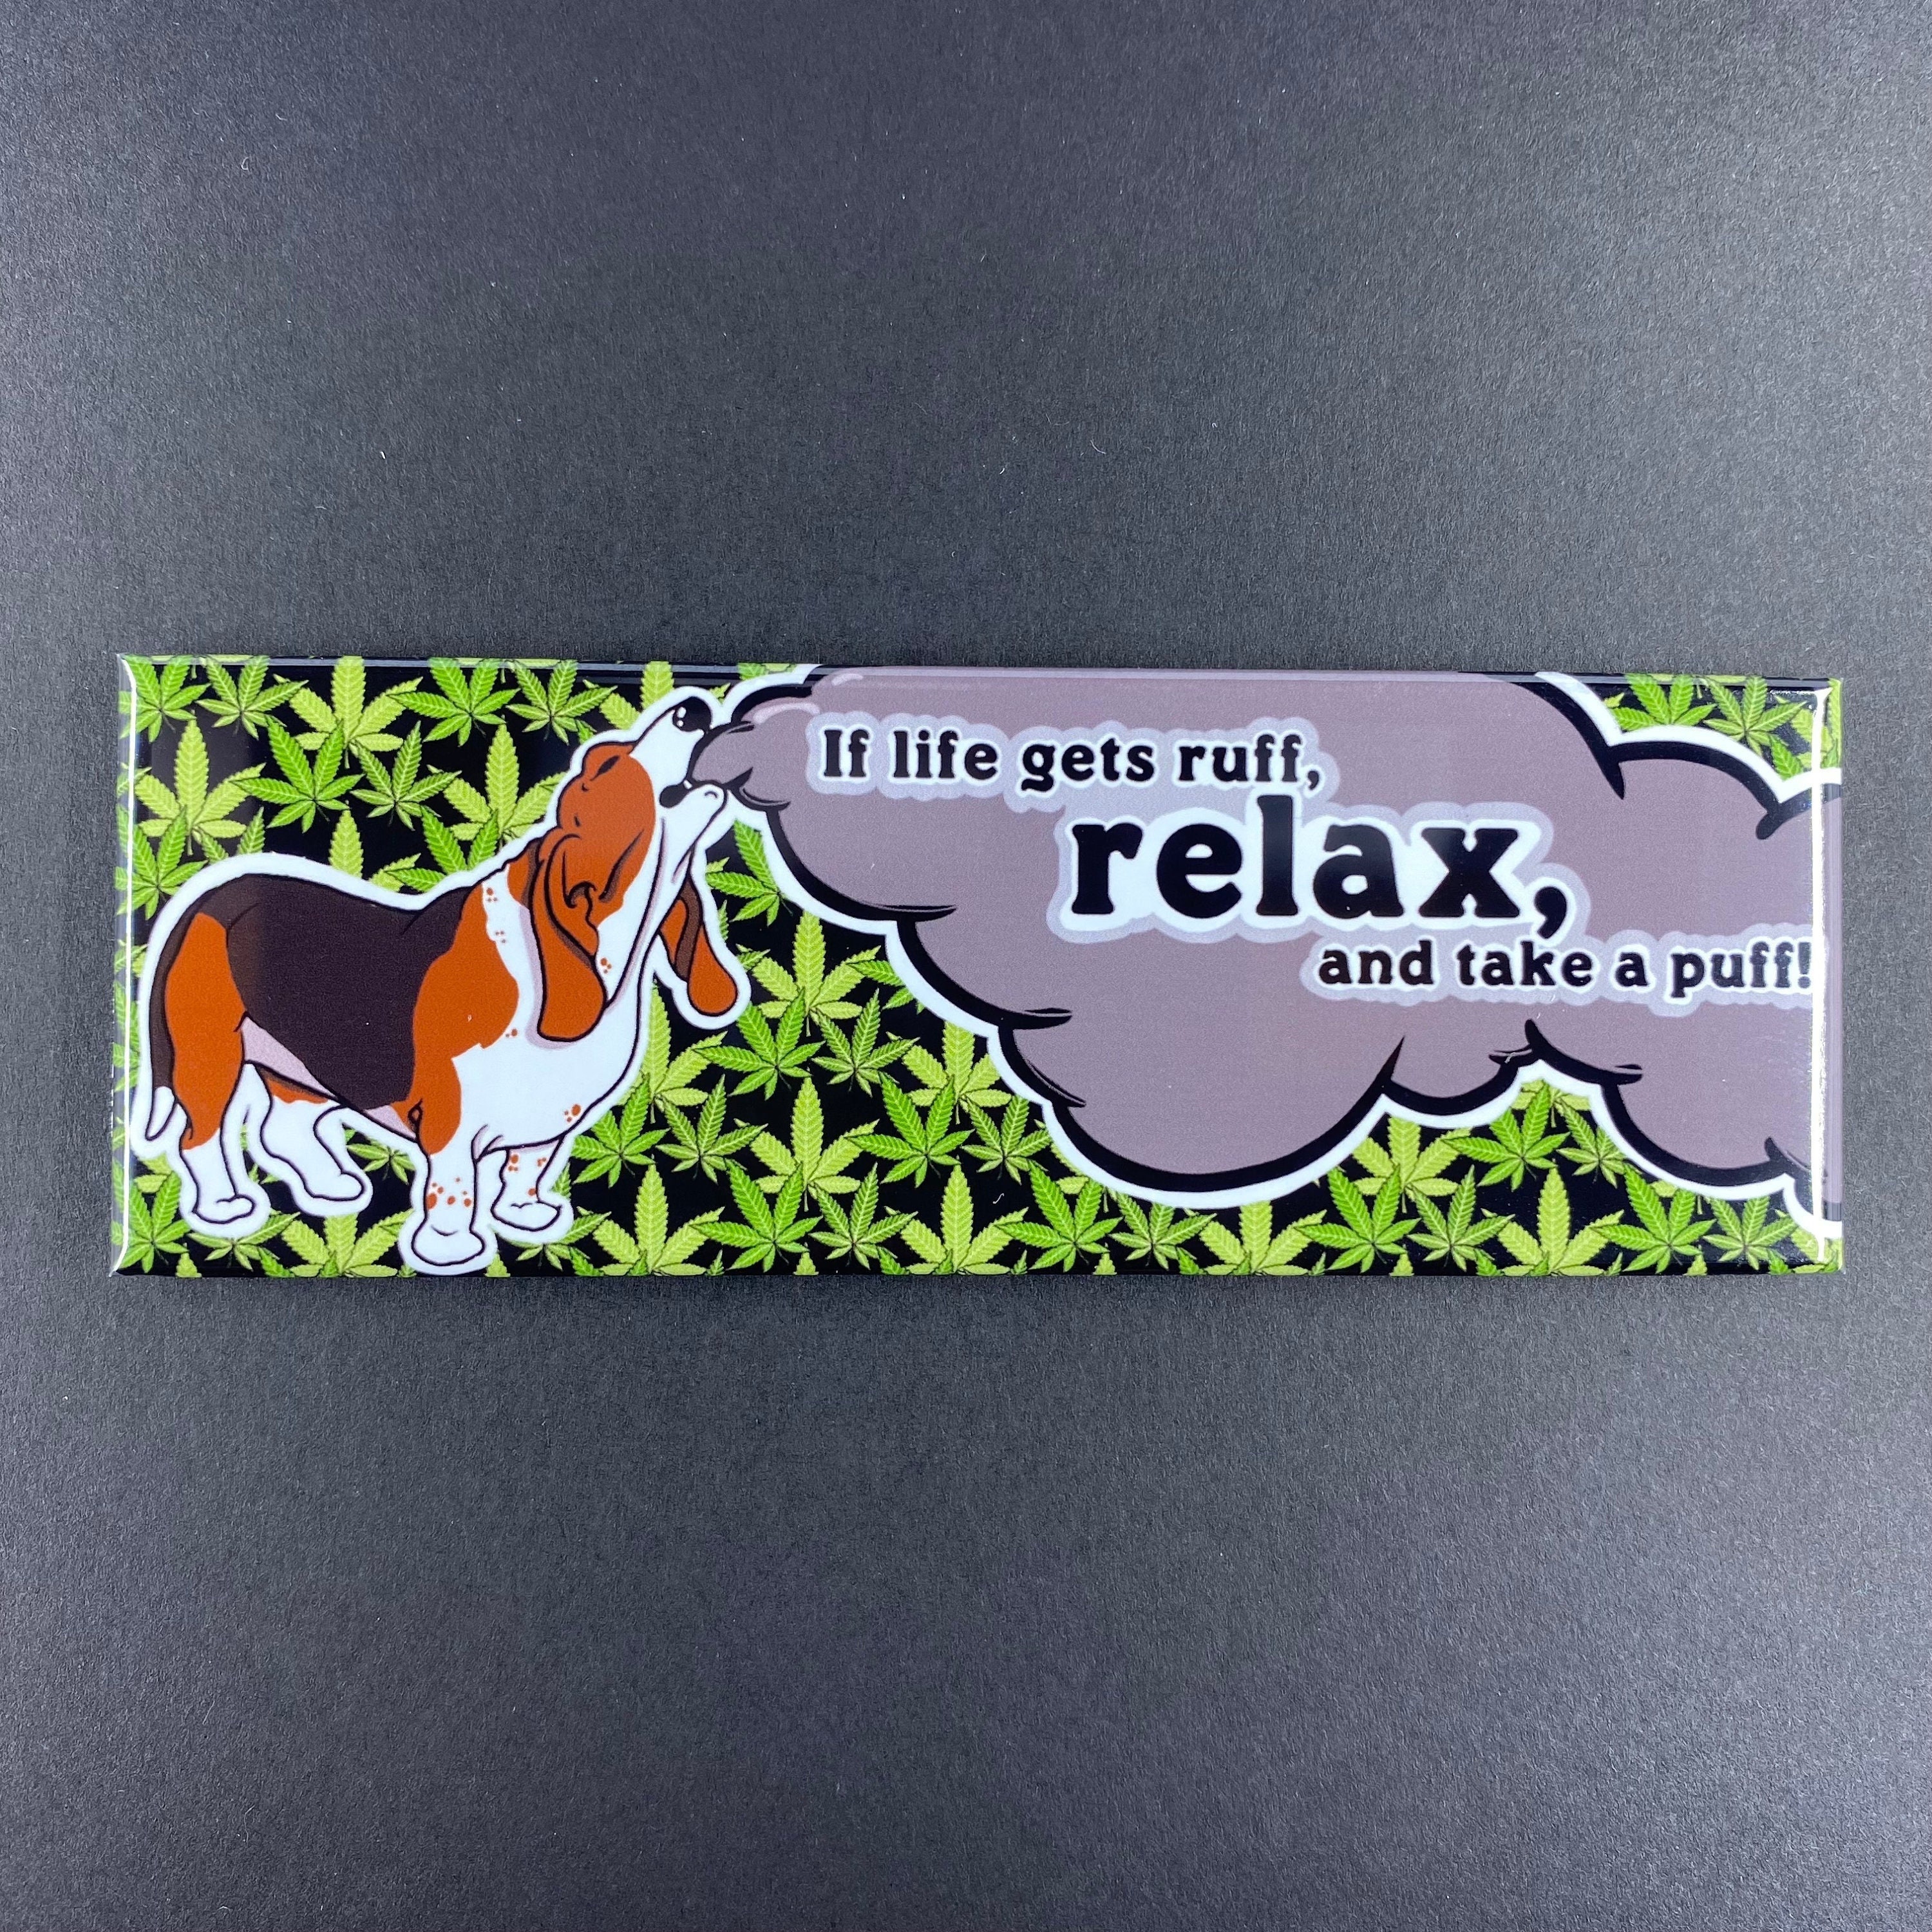 If life gets ruff,
relax,
and take a puff!